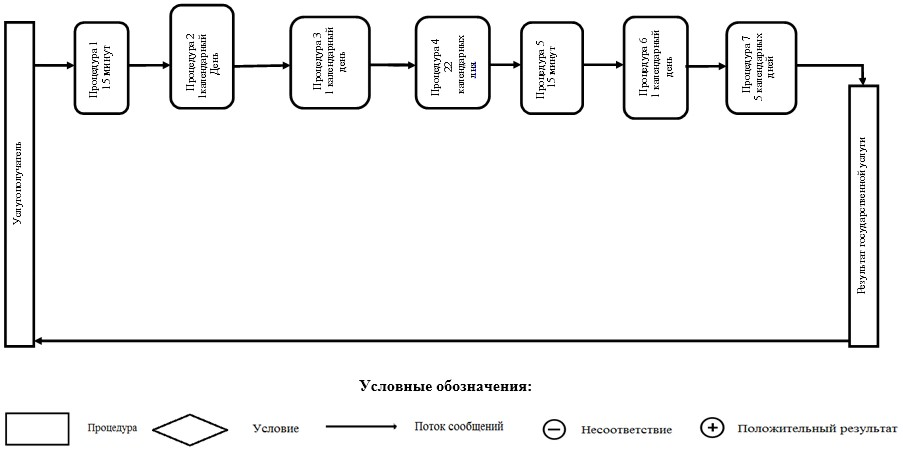 Услугополучатель
Процедура 1
15 минут
Процедура 2
1календарный
День
Процедура 3
1 календарный
день
Процедура 4
22
календарных
дня
Процедура 5
15 минут
Процедура 6
1 календарный
день
Процедура 7
5 календарных
дней
Результат государственной услуги
Условные обозначения:
Процедура
Условие
Поток сообщений
Несоответствие
Положительный результат